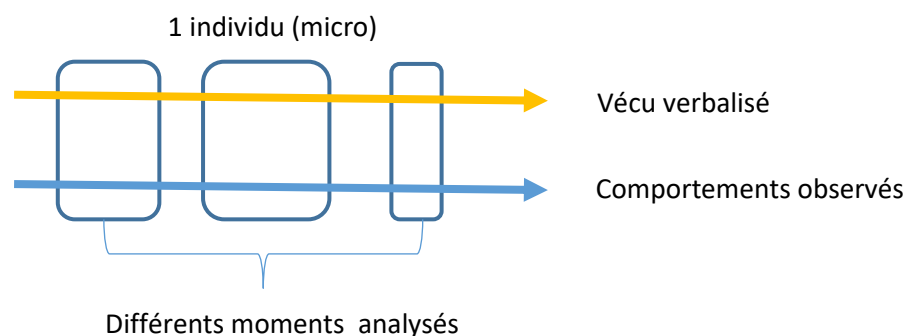 1 individu (micro)
Vécu verbalisé
Comportements observés
Différents moments  analysés